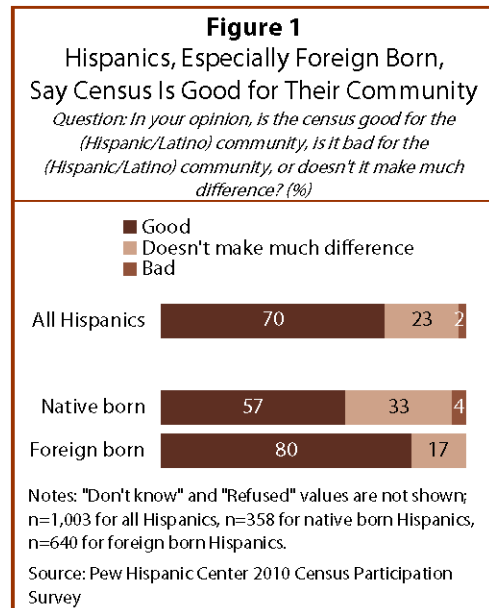 Figure 1
Hispanics, Especially Foreign Born,
Say Census Is Good for Their Community
Question: In your opinion, is the census good for the
(Hispanic/Latino) community, is it bad for the
(Hispanic/Latino) community, or doesn't it make much
difference? (%)
Good
Doesn't make much difference
Bad
All Hispanics 70 23 2
Native born 57 33 4
Foreign born 80 17
Notes: "Don't know" and "Refused" values are not shown;
n=1,003 for all Hispanics, n=358 for native born Hispanics,
n=640 for foreign born Hispanics.
Source: Pew Hispanic Center 2010 Census Participation
Survey